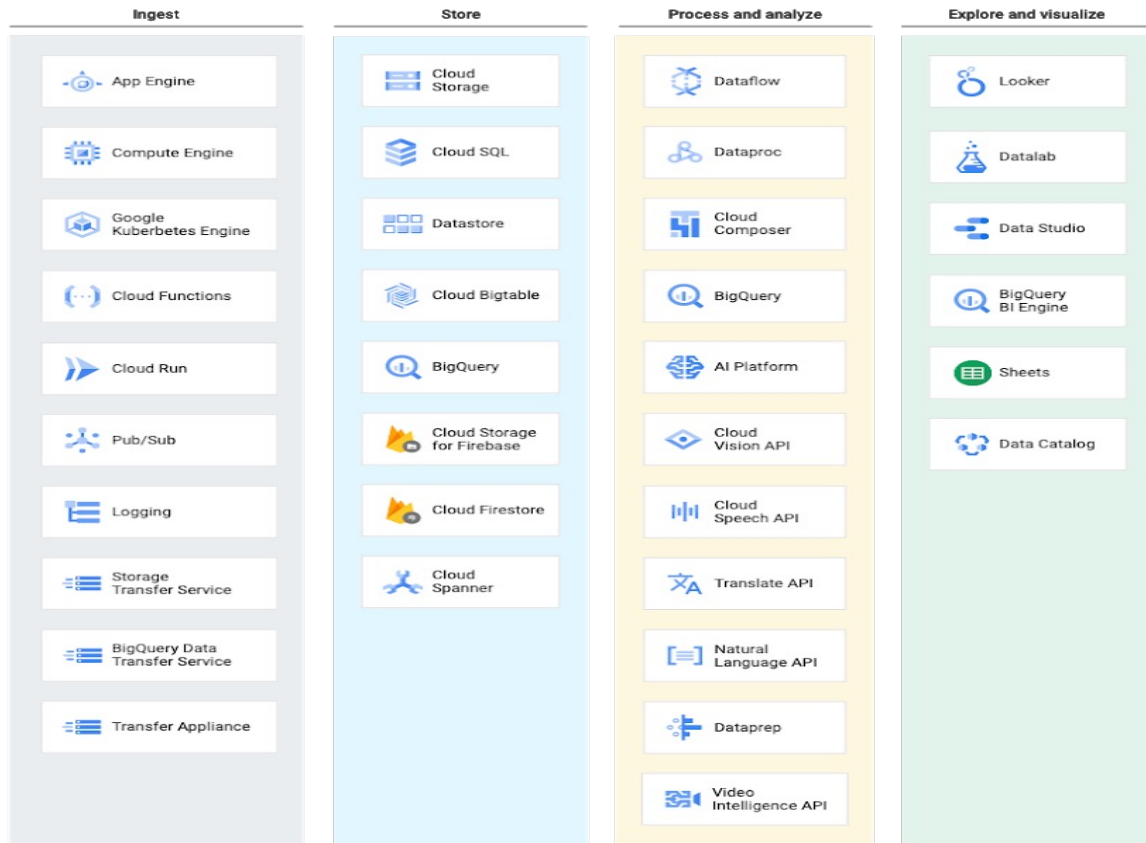 Ingest
Store
Process and analyze
Explore and visualize
App Engine
Compute Engine
Google
Kuberbetes Engine
Cloud Functions
Cloud Run
Pub/Sub
Logging
Storage
Transfer Service
BigQuery Data
Transfer Service
Transfer Appliance
Cloud
Storage
Cloud SQL
Datastore
Cloud Bigtable
BigQuery
Cloud Storage
for Firebase
Cloud Firestore
Cloud
Spanner
Dataflow
Dataproc
Cloud
Composer
BigQuery
AI Platform
Cloud
Vision API
Cloud
Speech API
Translate API
Natural
Language API
Dataprep
Video
Intelligence API
Looker
Datalab
Data Studio
BigQuery
BI Engine
Sheets
Data Catalog